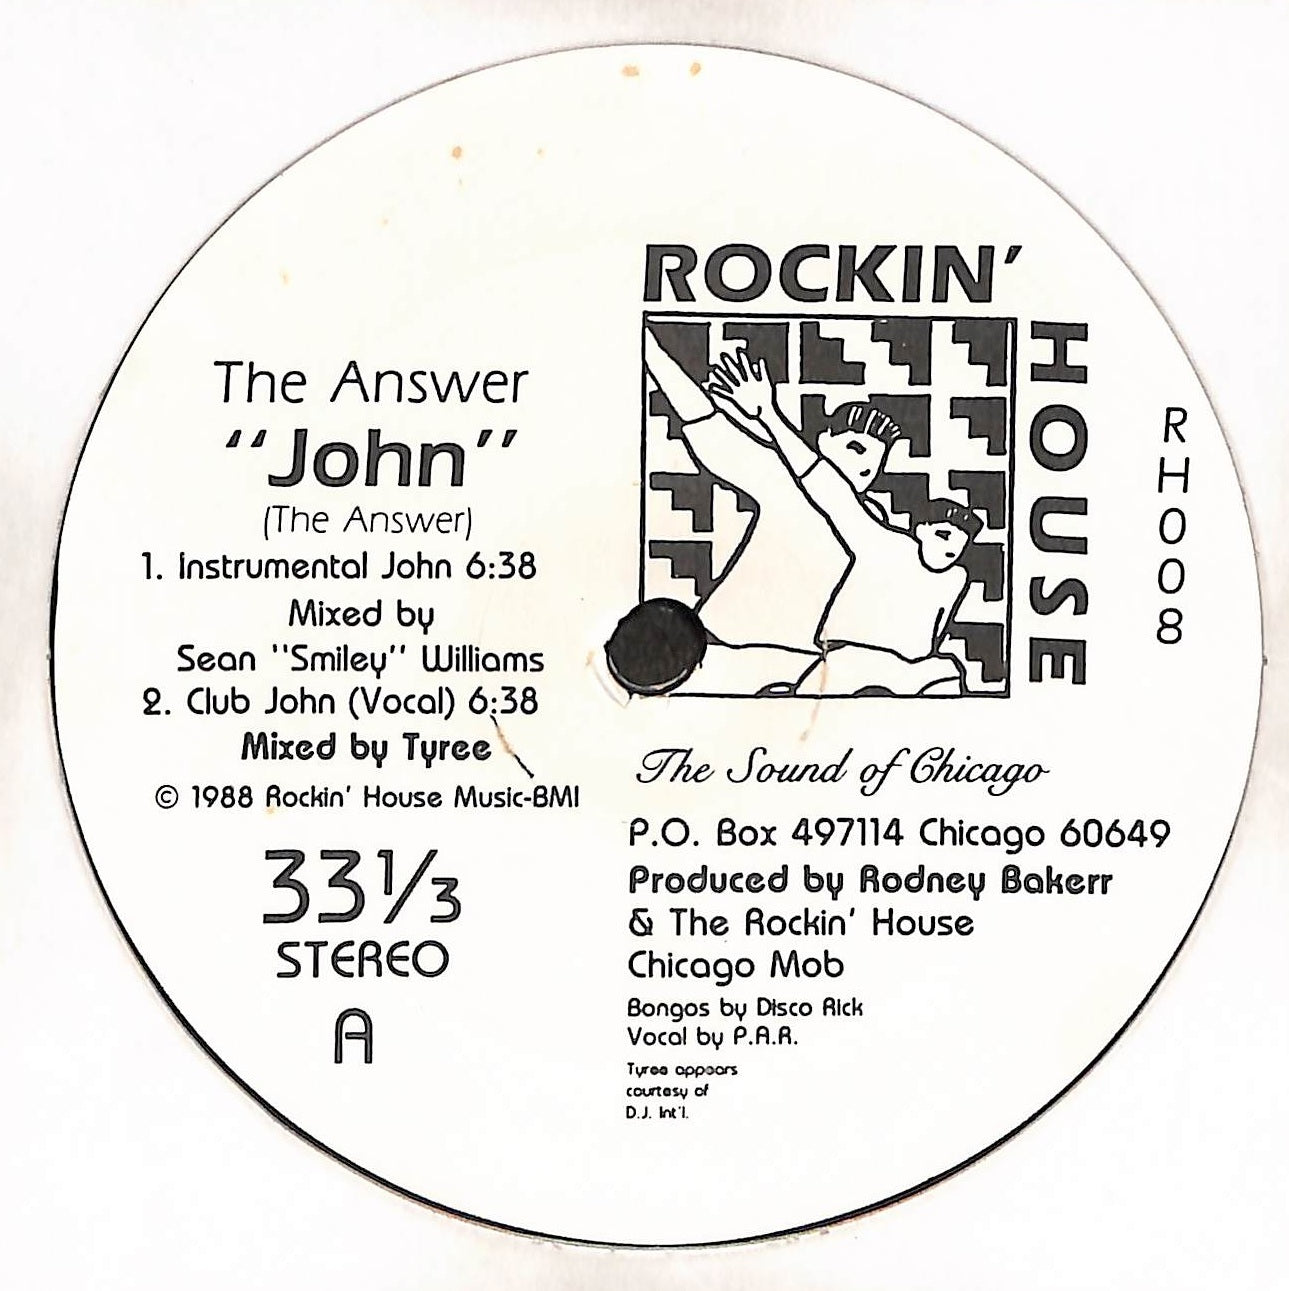 ROCKIN'
HOUSE
RH008
The Answer
"John"
(The Answer)
1. Instrumental John 6:38
Mixed by
Sean "Smiley" Williams
2. Club John (Vocal) 6:38
Mixed by Tyree
© 1988 Rockin' House Music-BMI
33⅓
STEREO
A
The Sound of Chicago
P.O. Box 497114 Chicago 60649
Produced by Rodney Bakerr
& The Rockin' House
Chicago Mob
Bongos by Disco Rick
Vocal by P.A.R.
Tyree appears
courtesy of
D.J. Int'l.